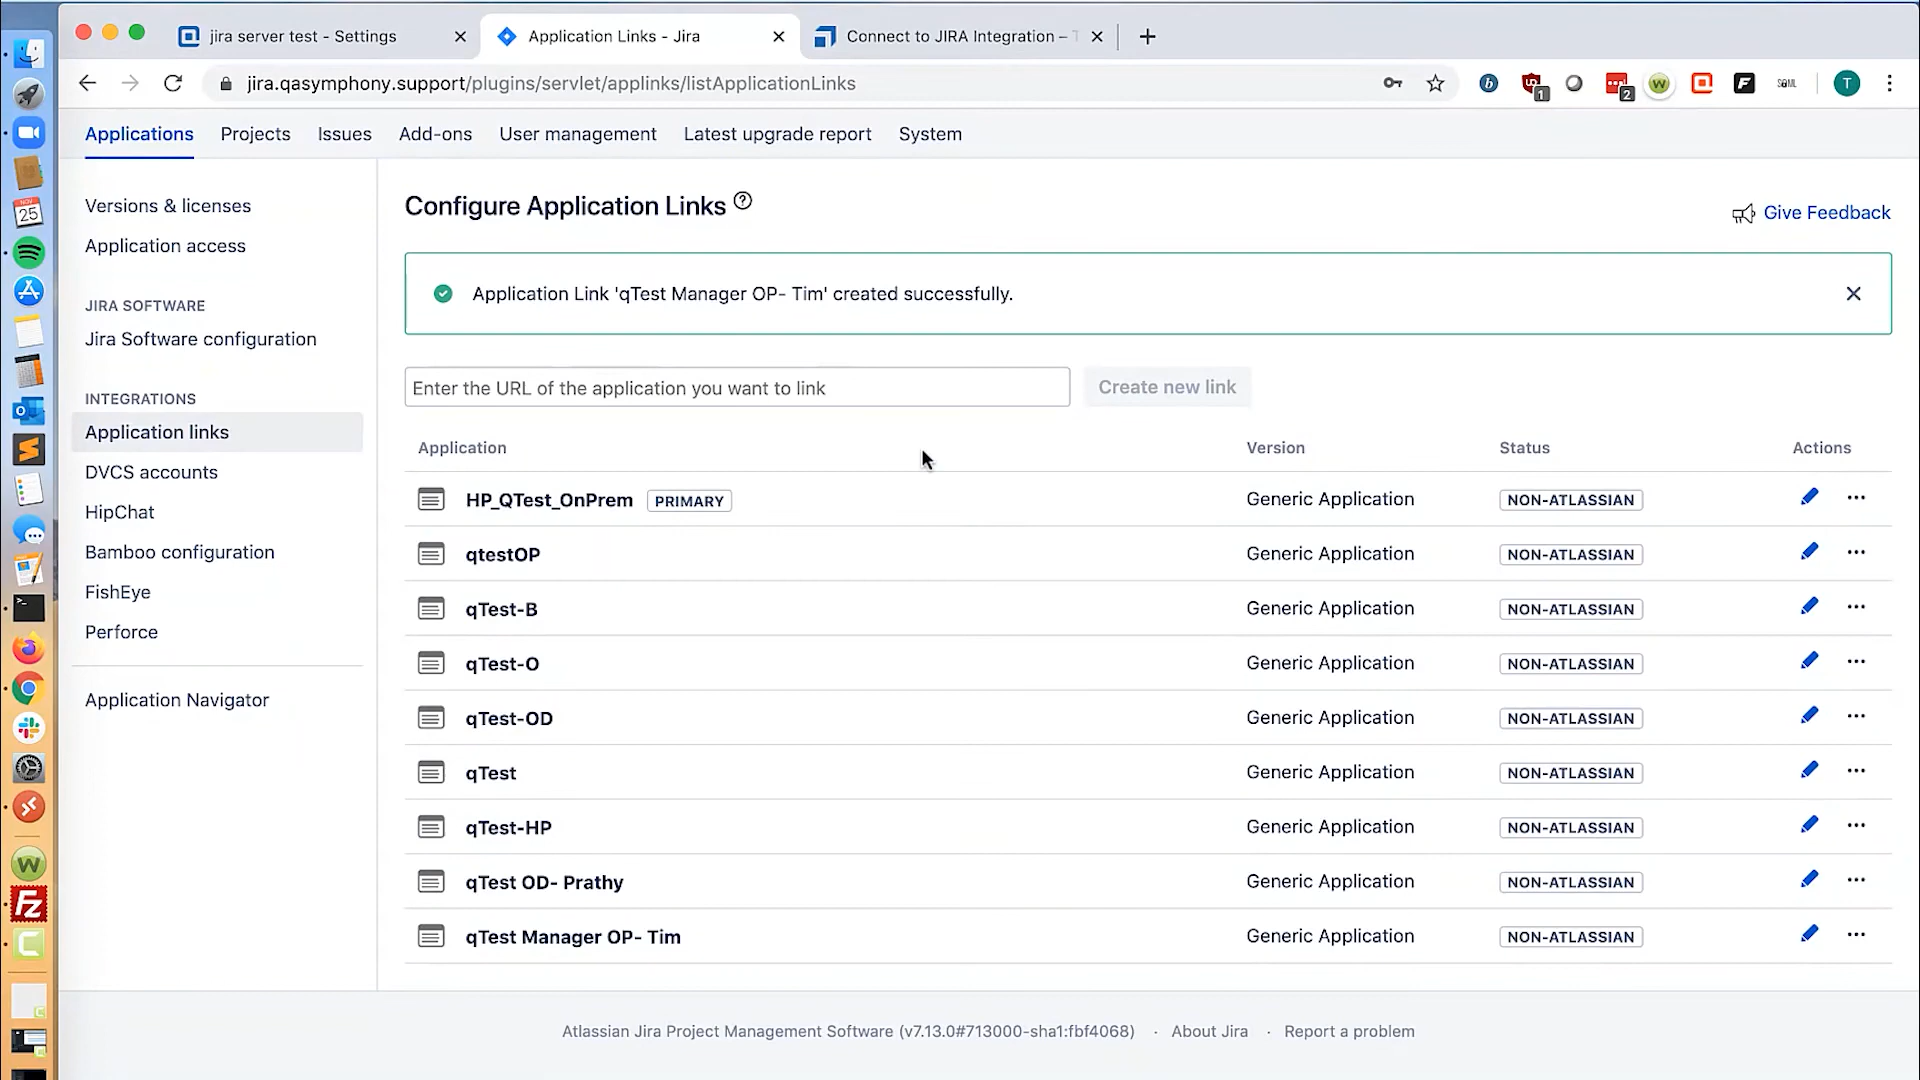 jira server test - Settings
Application Links - Jira
Connect to JIRA Integration –
jira.qasymphony.support/plugins/servlet/applinks/listApplicationLinks
1
2
W
SAML
T
Applications Projects Issues Add-ons User management Latest upgrade report System
Versions & licenses
Application access
JIRA SOFTWARE
Jira Software configuration
INTEGRATIONS
Application links
DVCS accounts
HipChat
Bamboo configuration
FishEye
Perforce
Application Navigator
Configure Application Links
Give Feedback
Application Link 'qTest Manager OP- Tim' created successfully.
Enter the URL of the application you want to link
Create new link
Application Version Status Actions
HP_QTest_OnPrem PRIMARY Generic Application NON-ATLASSIAN
qtestOP Generic Application NON-ATLASSIAN
qTest-B Generic Application NON-ATLASSIAN
qTest-O Generic Application NON-ATLASSIAN
qTest-OD Generic Application NON-ATLASSIAN
qTest Generic Application NON-ATLASSIAN
qTest-HP Generic Application NON-ATLASSIAN
qTest OD- Prathy Generic Application NON-ATLASSIAN
qTest Manager OP- Tim Generic Application NON-ATLASSIAN
Atlassian Jira Project Management Software (v7.13.0#713000-sha1:fbf4068) · About Jira · Report a problem
NOV
25
W
Fz